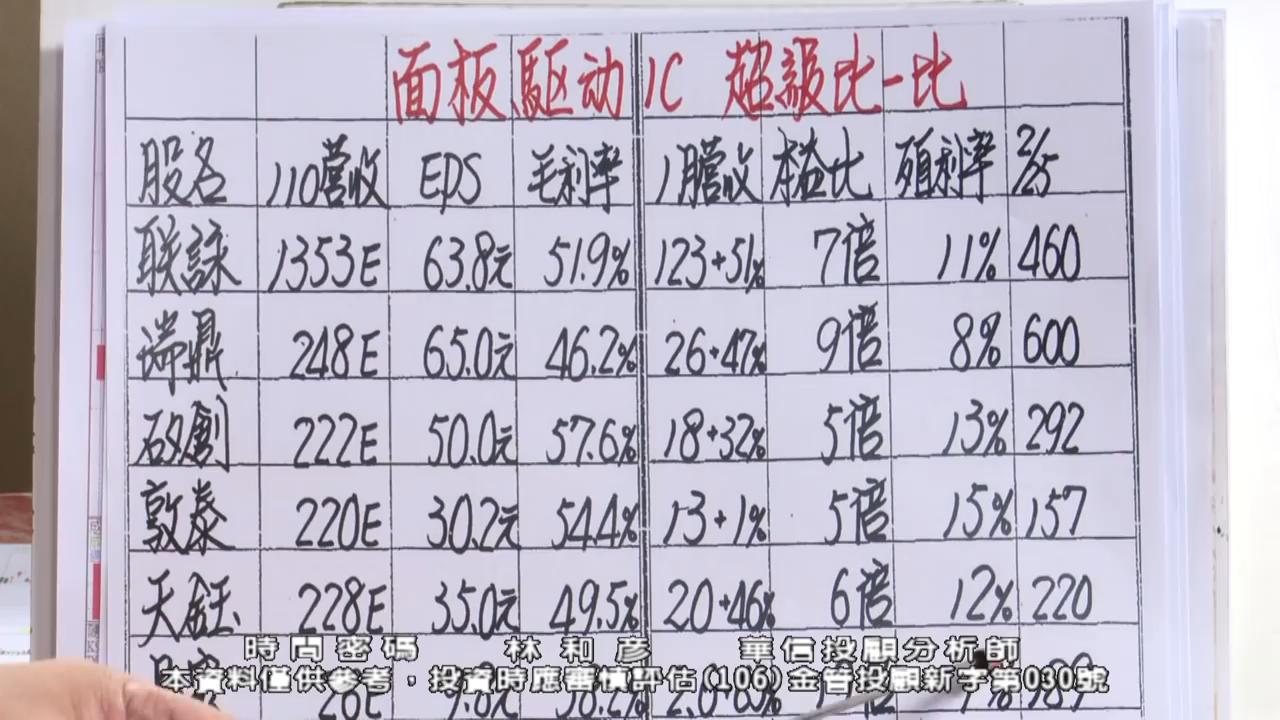 面板驱动IC 超級比一比
股名 110營收 EPS 毛利率 1月營收 本益比 殖利率 2/25
联詠 1353E 63.8元 51.9% 123+51% 7倍 11% 460
瑞鼎 248E 65.0元 46.2% 26+47% 9倍 8% 600
矽創 222E 50.0元 57.6% 18+32% 5倍 13% 292
敦泰 220E 30.2元 54.4% 13+1% 5倍 15% 157
天鈺 228E 35.0元 49.5% 20+46% 6倍 12% 220
時間密碼 林和彥 華信投顧分析師
本資料僅供參考，投資時應審慎評估(106)金管投顧新字第030號